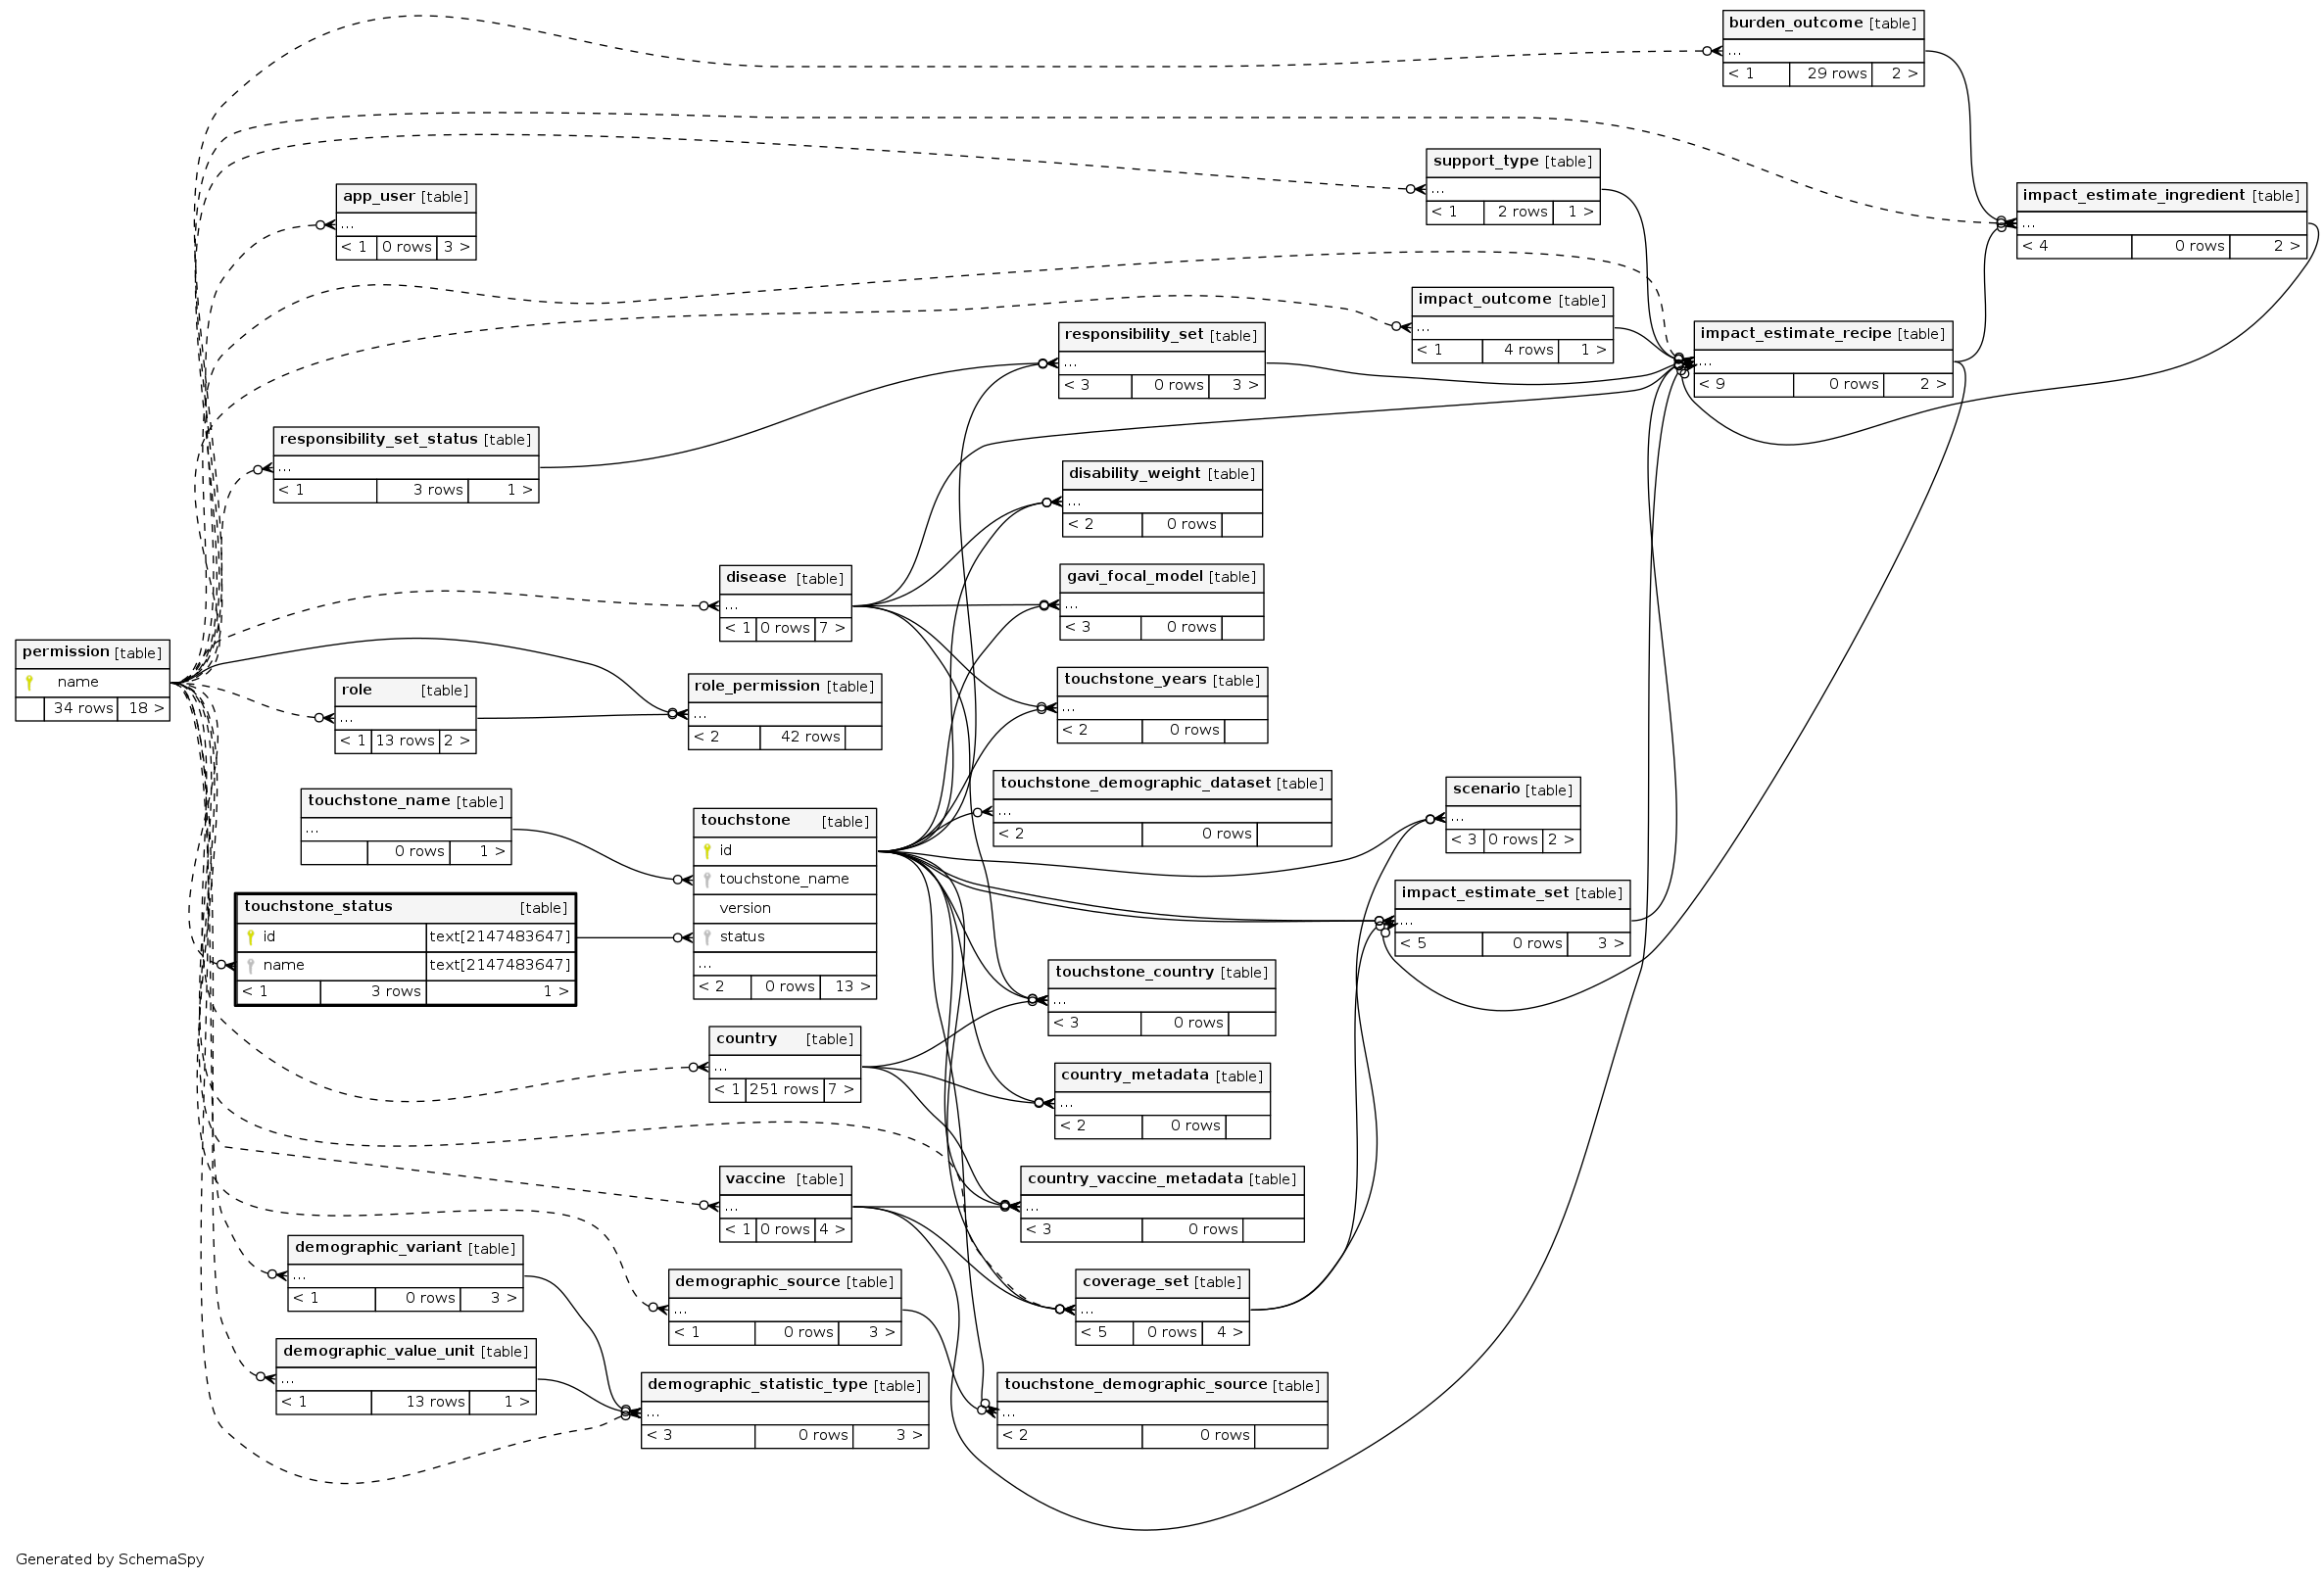 burden_outcome [table]
...
< 1 29 rows 2 >
support_type [table]
...
< 1 2 rows 1 >
app_user [table]
...
< 1 0 rows 3 >
impact_estimate_ingredient [table]
...
< 4 0 rows 2 >
impact_outcome [table]
...
< 1 4 rows 1 >
responsibility_set [table]
...
< 3 0 rows 3 >
impact_estimate_recipe [table]
...
< 9 0 rows 2 >
responsibility_set_status [table]
...
< 1 3 rows 1 >
disability_weight [table]
...
< 2 0 rows
disease [table]
...
< 1 0 rows 7 >
gavi_focal_model [table]
...
< 3 0 rows
permission [table]
name
34 rows 18 >
role [table]
...
< 1 13 rows 2 >
role_permission [table]
...
< 2 42 rows
touchstone_years [table]
...
< 2 0 rows
touchstone_demographic_dataset [table]
...
< 2 0 rows
scenario [table]
...
< 3 0 rows 2 >
touchstone_name [table]
...
0 rows 1 >
touchstone [table]
id
touchstone_name
version
status
...
< 2 0 rows 13 >
touchstone_status [table]
id text[2147483647]
name text[2147483647]
< 1 3 rows 1 >
impact_estimate_set [table]
...
< 5 0 rows 3 >
touchstone_country [table]
...
< 3 0 rows
country [table]
...
< 1 251 rows 7 >
country_metadata [table]
...
< 2 0 rows
vaccine [table]
...
< 1 0 rows 4 >
country_vaccine_metadata [table]
...
< 3 0 rows
demographic_variant [table]
...
< 1 0 rows 3 >
demographic_source [table]
...
< 1 0 rows 3 >
coverage_set [table]
...
< 5 0 rows 4 >
demographic_value_unit [table]
...
< 1 13 rows 1 >
demographic_statistic_type [table]
...
< 3 0 rows 3 >
touchstone_demographic_source [table]
...
< 2 0 rows
Generated by SchemaSpy